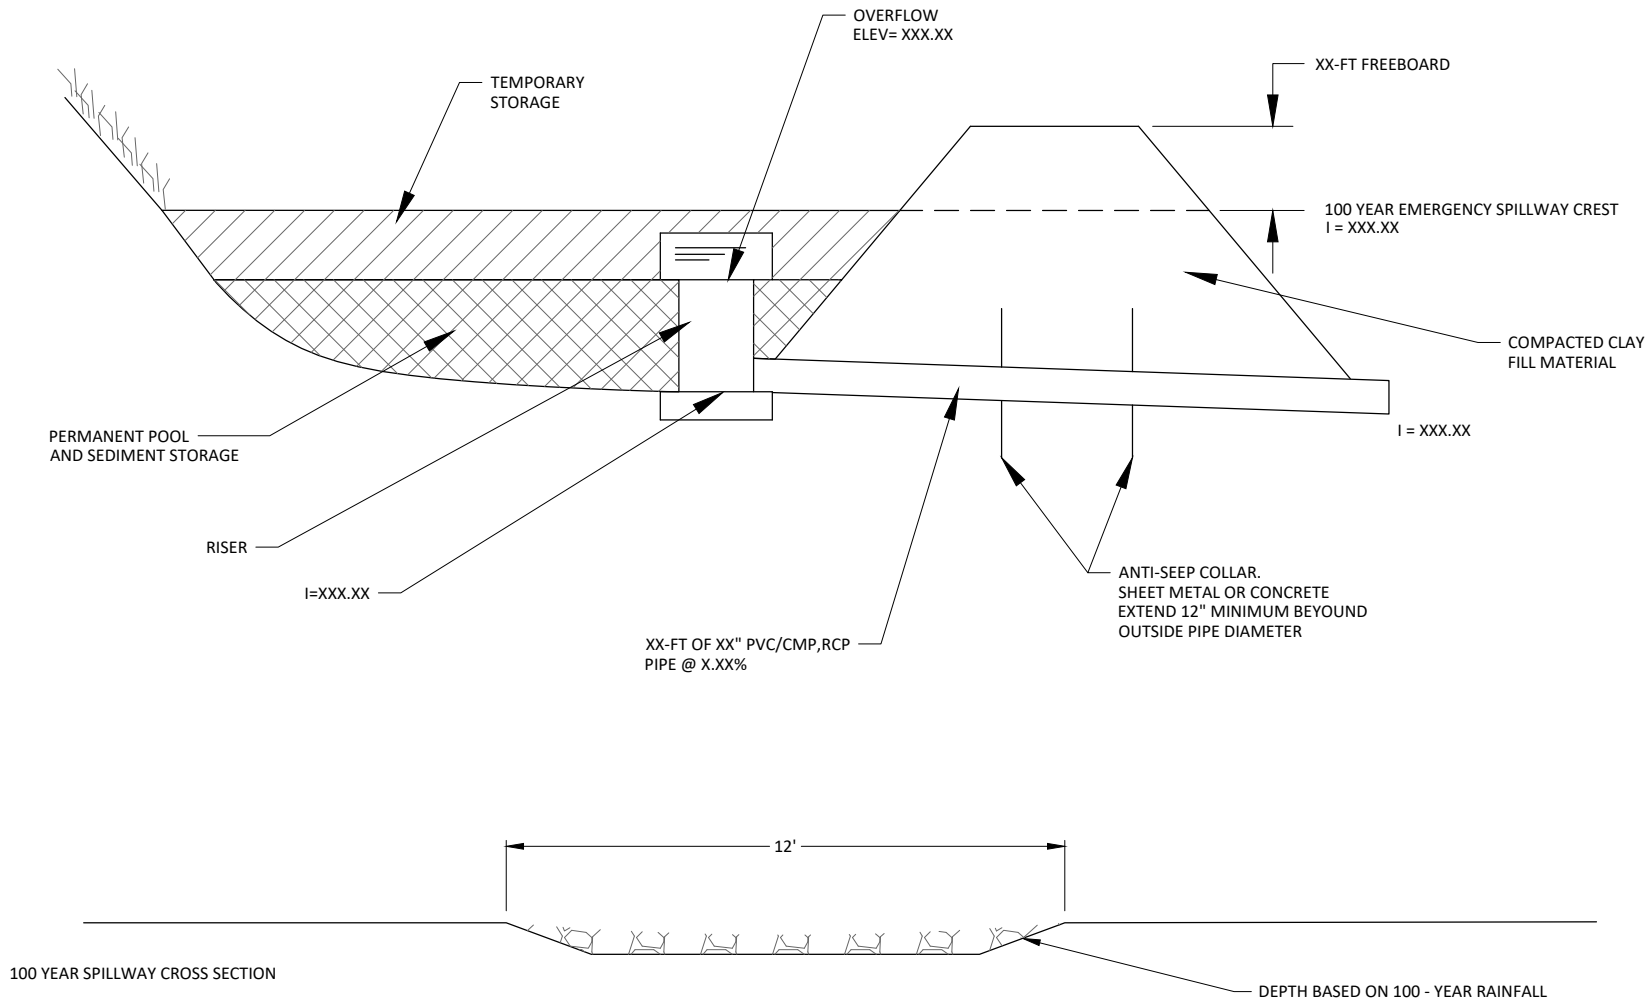 OVERFLOW
ELEV= XXX.XX
XX-FT FREEBOARD
TEMPORARY
STORAGE
100 YEAR EMERGENCY SPILLWAY CREST
I = XXX.XX
COMPACTED CLAY
FILL MATERIAL
PERMANENT POOL
AND SEDIMENT STORAGE
I = XXX.XX
RISER
I=XXX.XX
ANTI-SEEP COLLAR.
SHEET METAL OR CONCRETE
EXTEND 12" MINIMUM BEYOUND
OUTSIDE PIPE DIAMETER
XX-FT OF XX" PVC/CMP,RCP
PIPE @ X.XX%
12'
100 YEAR SPILLWAY CROSS SECTION
DEPTH BASED ON 100 - YEAR RAINFALL